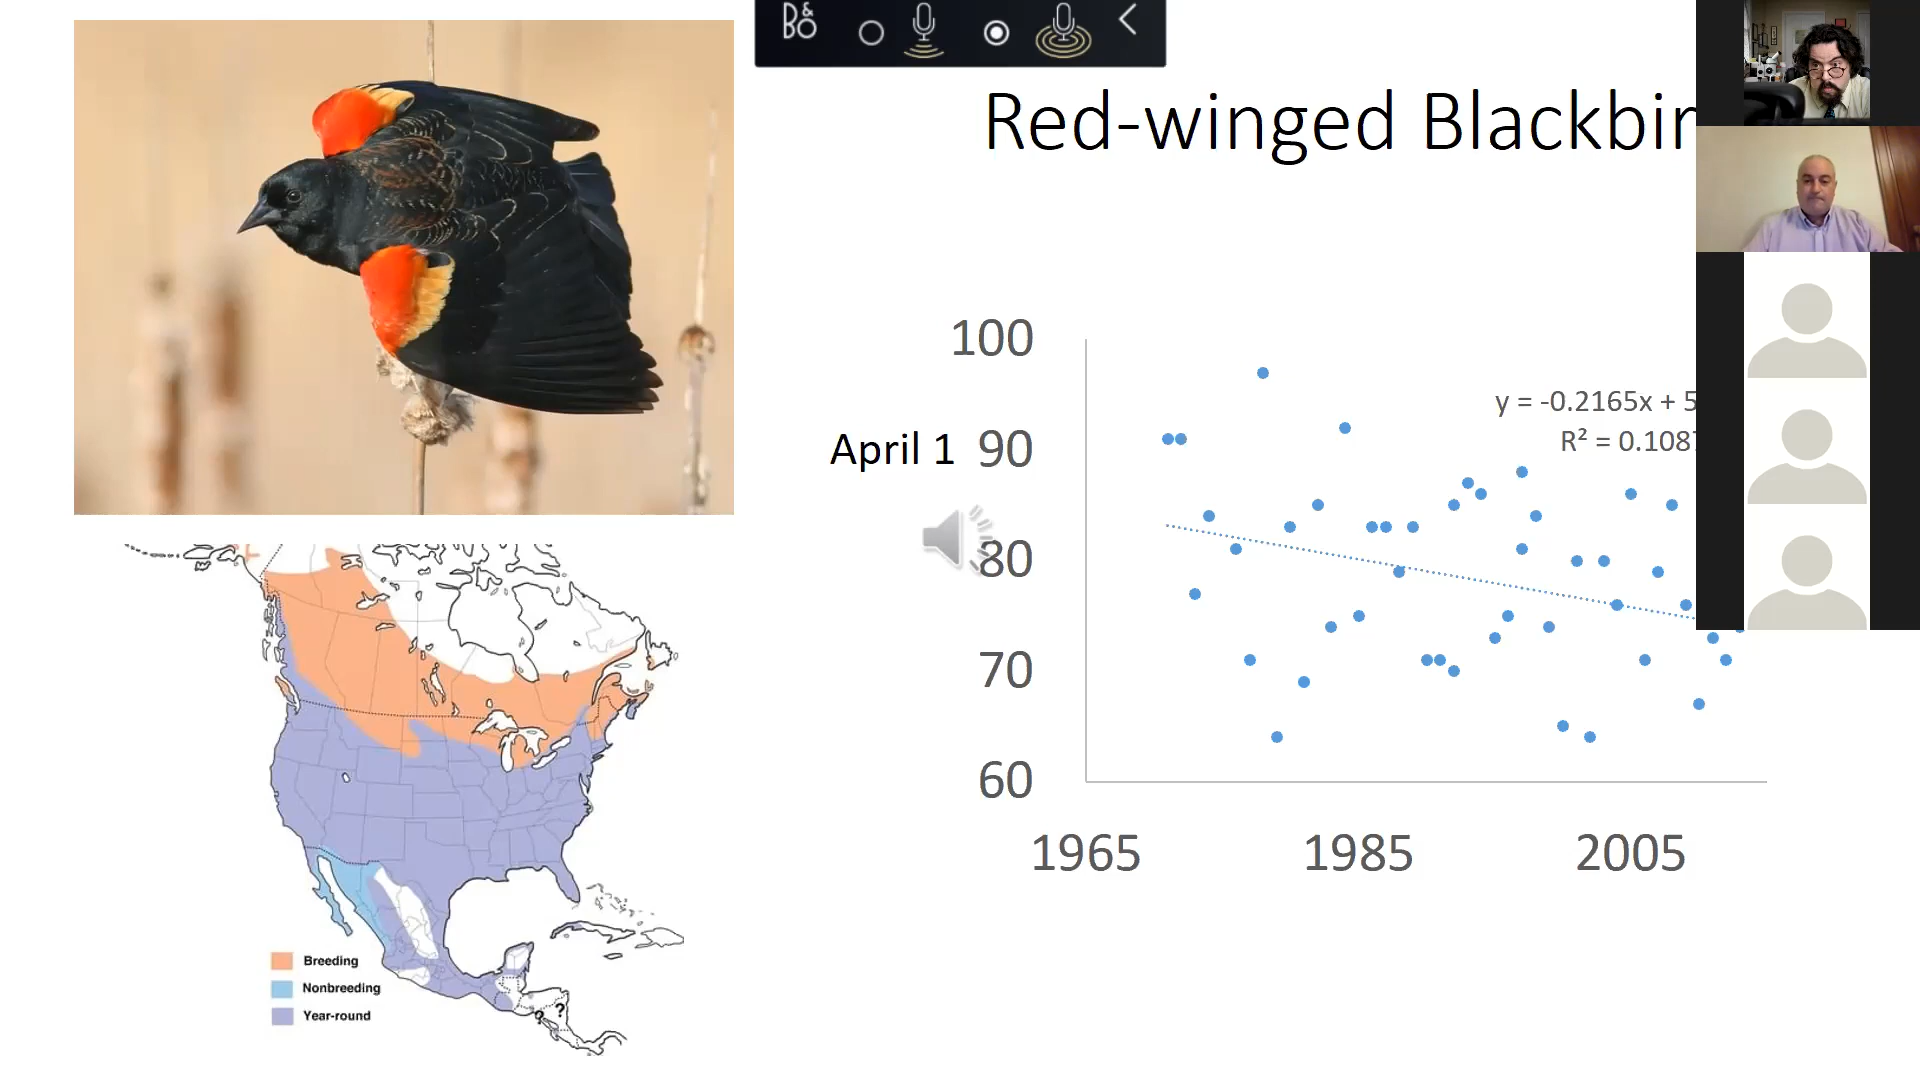 B&O
Red-winged Blackbir
y = -0.2165x + 5
R² = 0.108
April 1
100
90
80
70
60
1965
1985
2005
Breeding
Nonbreeding
Year-round
?
?